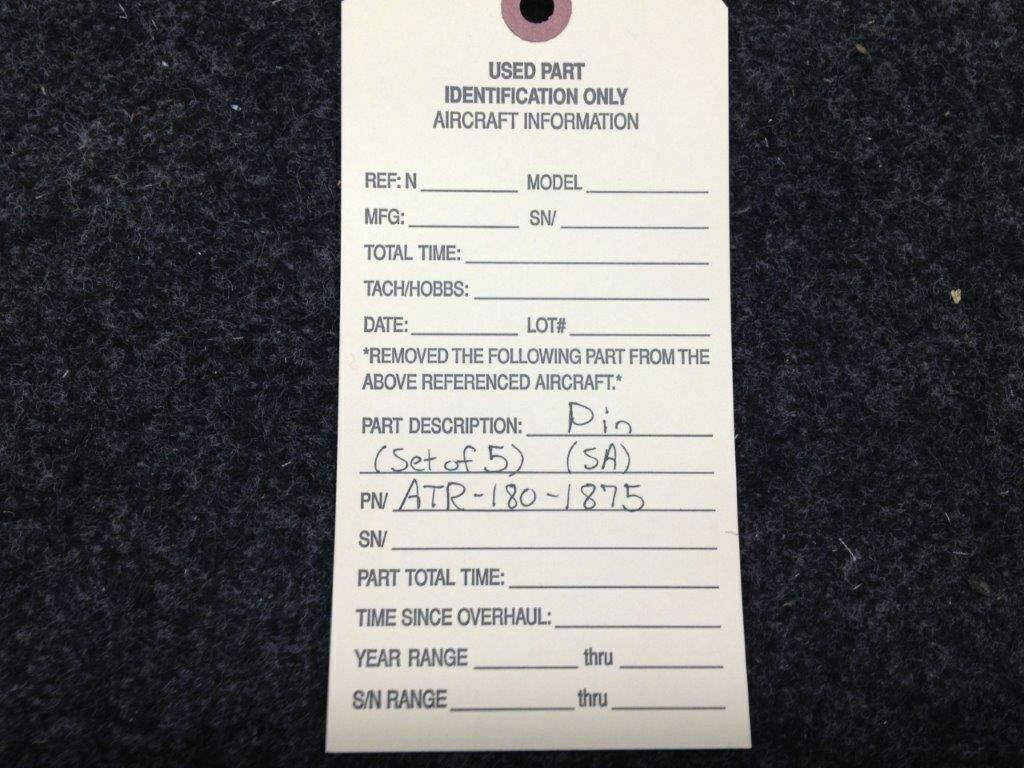 USED PART
IDENTIFICATION ONLY
AIRCRAFT INFORMATION
REF: N MODEL
MFG: SN/
TOTAL TIME:
TACH/HOBBS:
DATE: LOT#
*REMOVED THE FOLLOWING PART FROM THE
ABOVE REFERENCED AIRCRAFT.*
PART DESCRIPTION: Pin
(Set of 5) (SA)
PN/ ATR-180-1875
SN/
PART TOTAL TIME:
TIME SINCE OVERHAUL:
YEAR RANGE thru
S/N RANGE thru